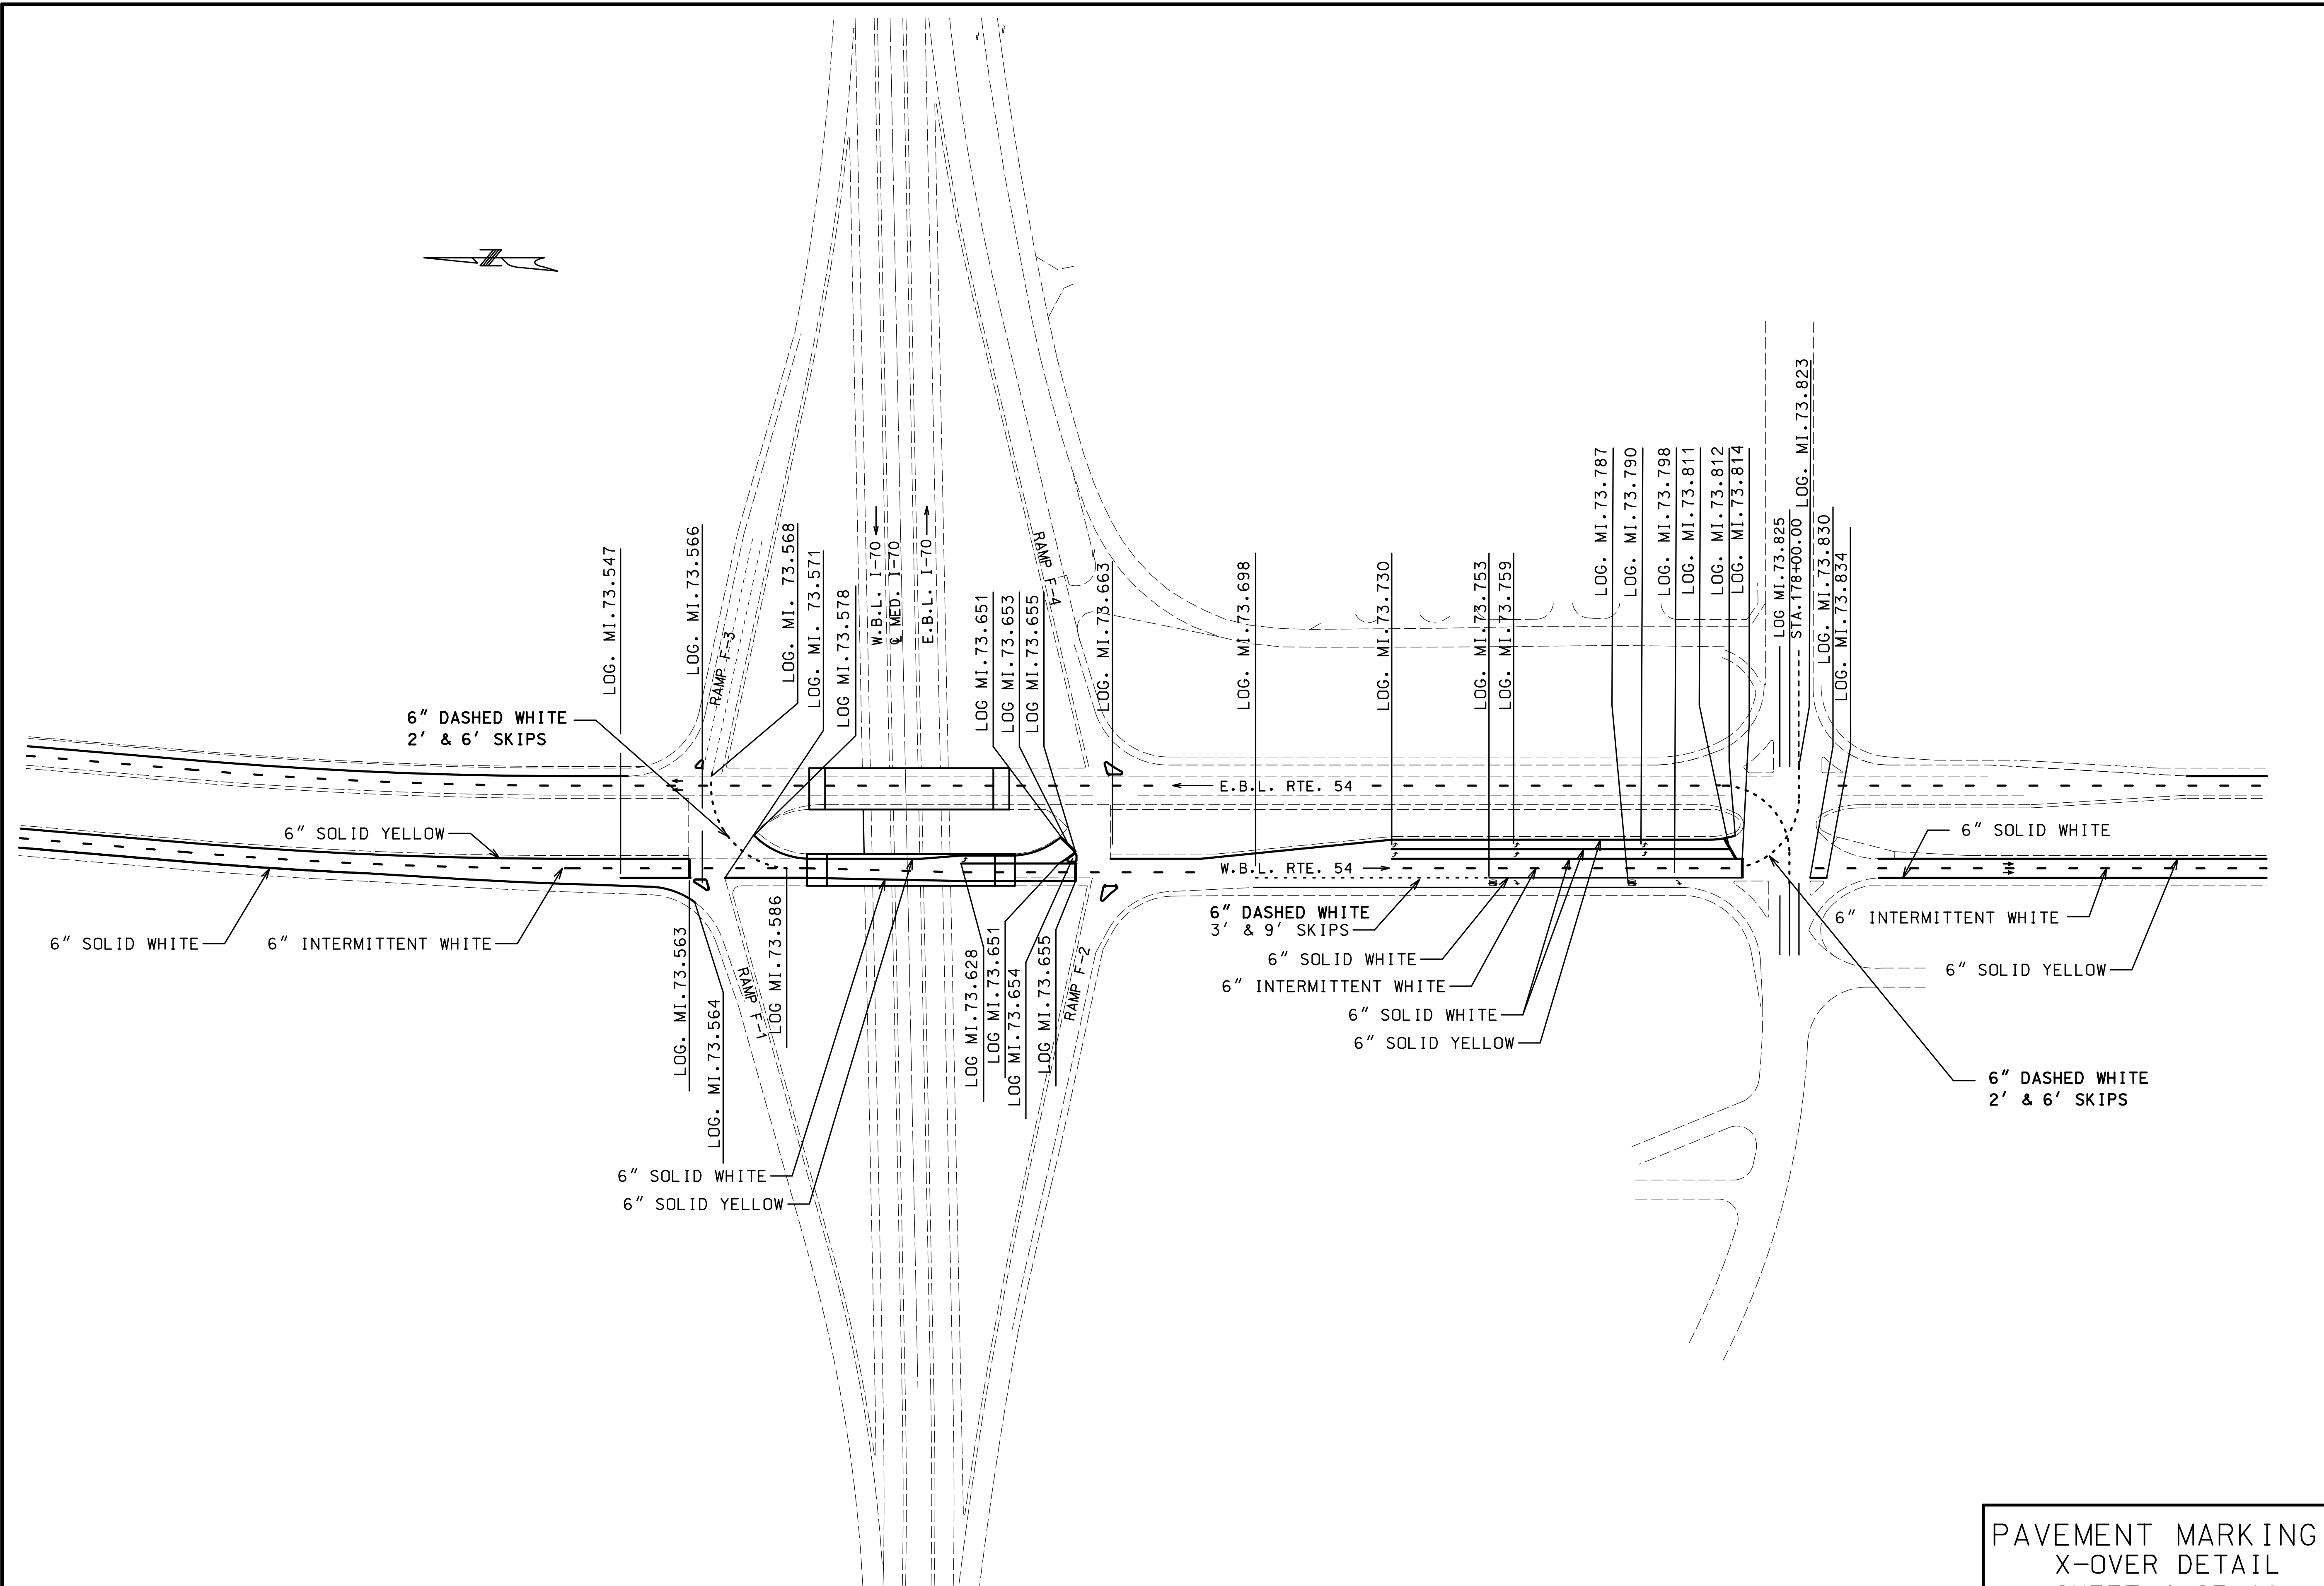 LOG. MI.73.547
LOG. MI.73.566
RAMP F-3
LOG. MI. 73.568
LOG. MI. 73.571
LOG MI.73.578
W.B.L. I-70
℄ MED. I-70
E.B.L. I-70
LOG MI.73.651
LOG MI.73.653
LOG MI.73.655
RAMP F-4
LOG. MI.73.663
LOG. MI.73.698
LOG. MI.73.730
LOG. MI.73.753
LOG. MI.73.759
LOG. MI.73.787
LOG. MI.73.790
LOG. MI.73.798
LOG. MI.73.811
LOG. MI.73.812
LOG. MI.73.814
LOG MI.73.825
STA.178+00.00
LOG. MI.73.823
LOG. MI.73.830
LOG. MI.73.834
6" DASHED WHITE
2' & 6' SKIPS
E.B.L. RTE. 54
6" SOLID YELLOW
6" SOLID WHITE
W.B.L. RTE. 54
6" SOLID WHITE
6" INTERMITTENT WHITE
6" DASHED WHITE
3' & 9' SKIPS
6" SOLID WHITE
6" INTERMITTENT WHITE
6" SOLID WHITE
6" SOLID YELLOW
6" INTERMITTENT WHITE
6" SOLID YELLOW
LOG. MI.73.563
LOG. MI.73.564
RAMP F-1
LOG MI.73.586
LOG MI.73.628
LOG MI.73.651
LOG MI.73.654
LOG MI.73.655
RAMP F-2
6" DASHED WHITE
2' & 6' SKIPS
6" SOLID WHITE
6" SOLID YELLOW
PAVEMENT MARKING
X-OVER DETAIL